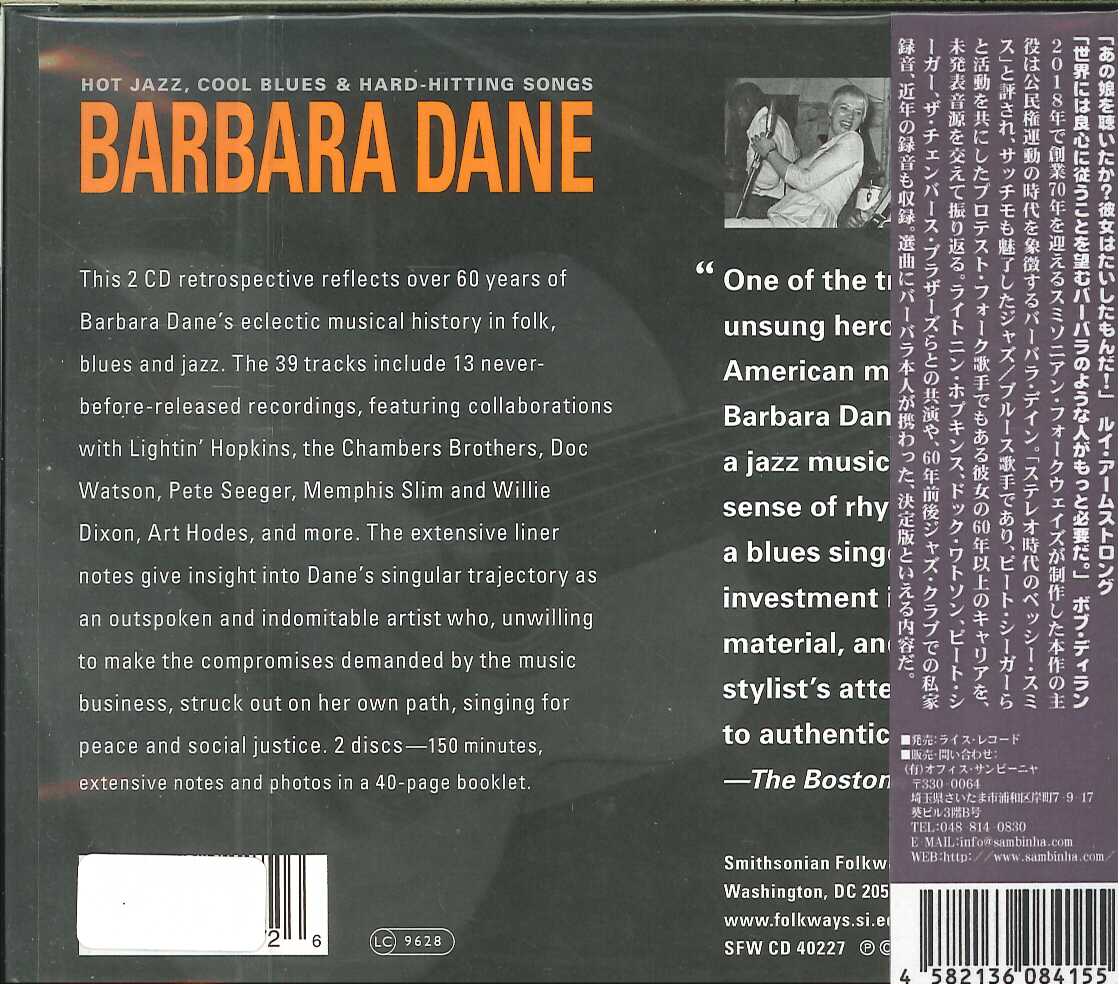 HOT JAZZ, COOL BLUES & HARD-HITTING SONGS
BARBARA DANE
This 2 CD retrospective reflects over 60 years of
Barbara Dane's eclectic musical history in folk,
blues and jazz. The 39 tracks include 13 never-
before-released recordings, featuring collaborations
with Lightin' Hopkins, the Chambers Brothers, Doc
Watson, Pete Seeger, Memphis Slim and Willie
Dixon, Art Hodes, and more. The extensive liner
notes give insight into Dane's singular trajectory as
an outspoken and indomitable artist who, unwilling
to make the compromises demanded by the music
business, struck out on her own path, singing for
peace and social justice. 2 discs—150 minutes,
extensive notes and photos in a 40-page booklet.
2 6
LC 9628
“One of the tr
unsung hero
American m
Barbara Dan
a jazz music
sense of rhy
a blues sing
investment i
material, an
stylist's atte
to authentic
—The Boston
Smithsonian Folkw
Washington, DC 205
www.folkways.si.e
SFW CD 40227 ℗©
「あの娘を聴いたか?彼女はたいしたもんだ!」 ルイ・アームストロング
「世界には良心に従うことを望むバーバラのような人がもっと必要だ。」 ボブ・ディラン
2018年で創業70年を迎えるスミソニアン・フォークウェイズが制作した本作の主
役は公民権運動の時代を象徴するバーバラ・デイン。「ステレオ時代のベッシー・スミ
ス」と評され、サッチモも魅了したジャズ/ブルース歌手であり、ピート・シーガーら
と活動を共にしたプロテスト・フォーク歌手でもある彼女の60年以上のキャリアを、
未発表音源を交えて振り返る。ライトニン・ホプキンス、ドック・ワトソン、ピート・シ
ーガー、ザ・チェンバース・ブラザーズらとの共演や、60年前後ジャズ・クラブでの私家
録音、近年の録音も収録。選曲にバーバラ本人が携わった、決定版といえる内容だ。
■発売:ライス・レコード
■販売・問い合わせ:
(有)オフィス・サンビーニャ
〒330-0064
埼玉県さいたま市浦和区岸町7-9-17
葵ビル3階B号
TEL:048-814-0830
E-MAIL:info@sambinha.com
WEB:http://www.sambinha.com/
4 582136 084155